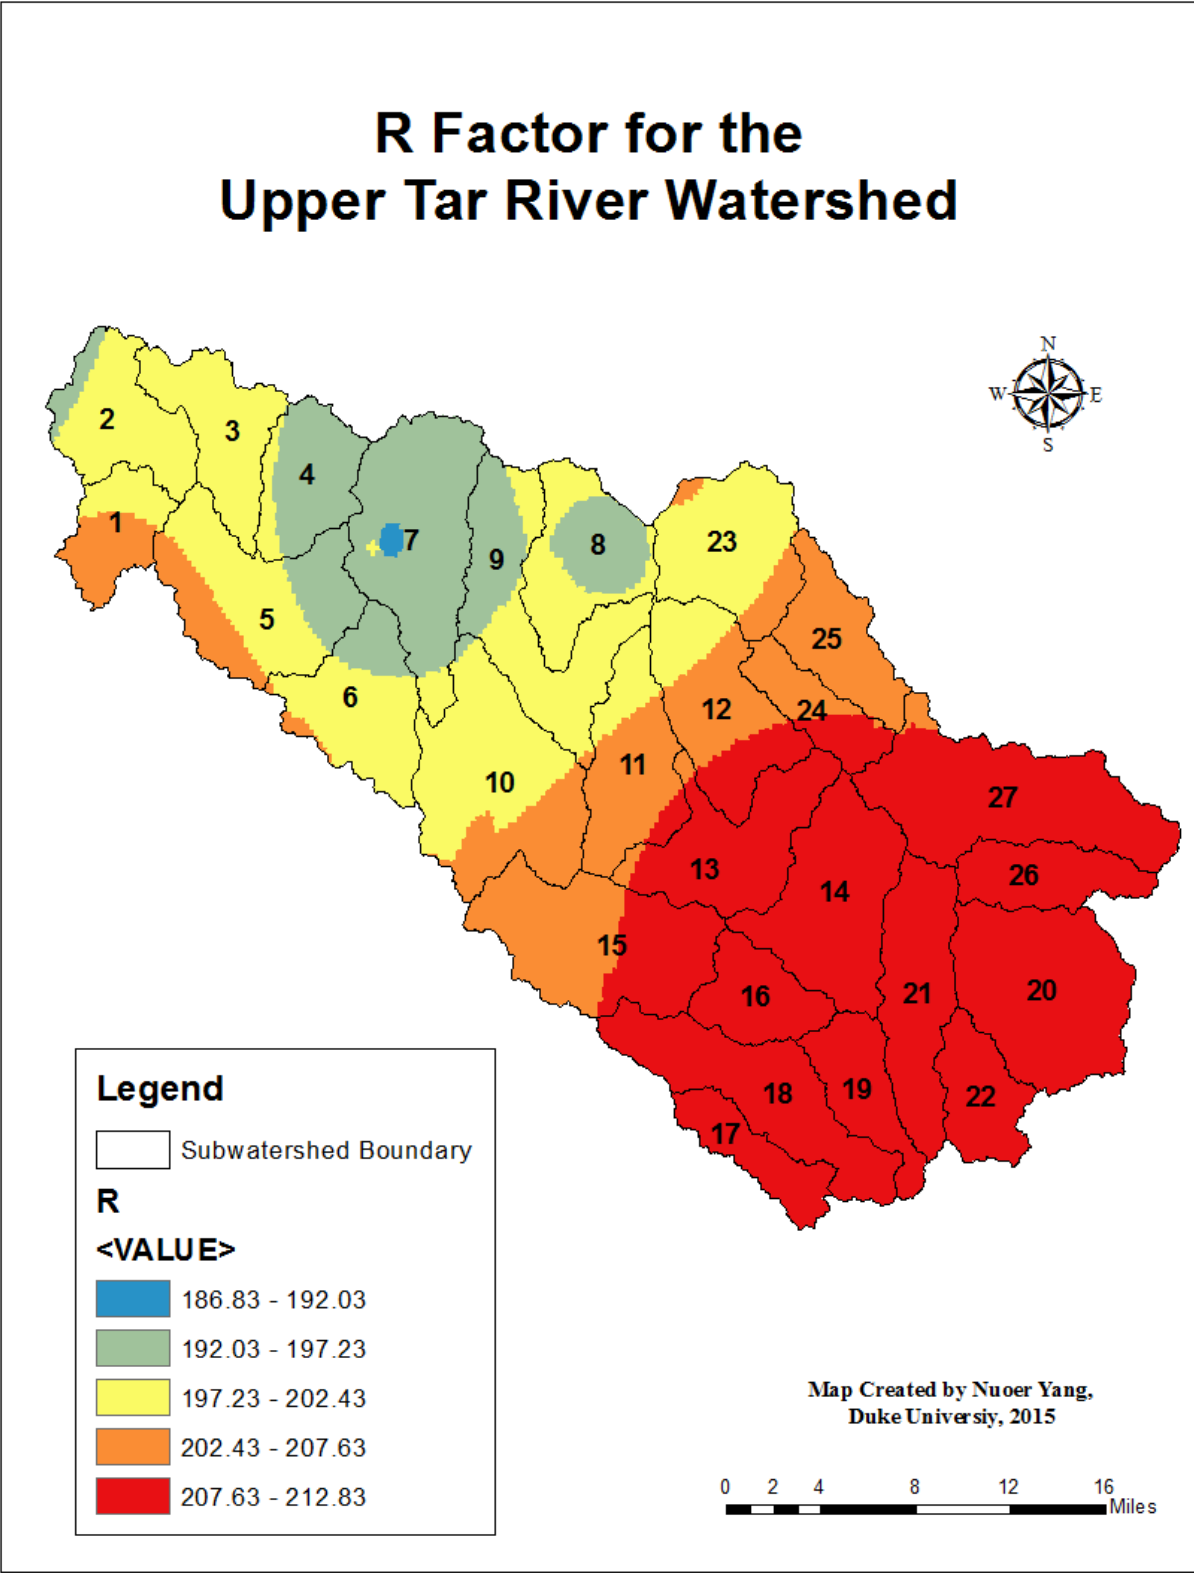 R Factor for the
Upper Tar River Watershed
N
W E
S
2
3
4
1
7
9
8
23
5
25
6
12
24
11
10
27
13
26
14
15
16
21
20
18
19
22
17
Legend
Subwatershed Boundary
R
<VALUE>
186.83 - 192.03
192.03 - 197.23
197.23 - 202.43
202.43 - 207.63
207.63 - 212.83
Map Created by Nuoer Yang,
Duke Universiy, 2015
0 2 4 8 12 16
Miles